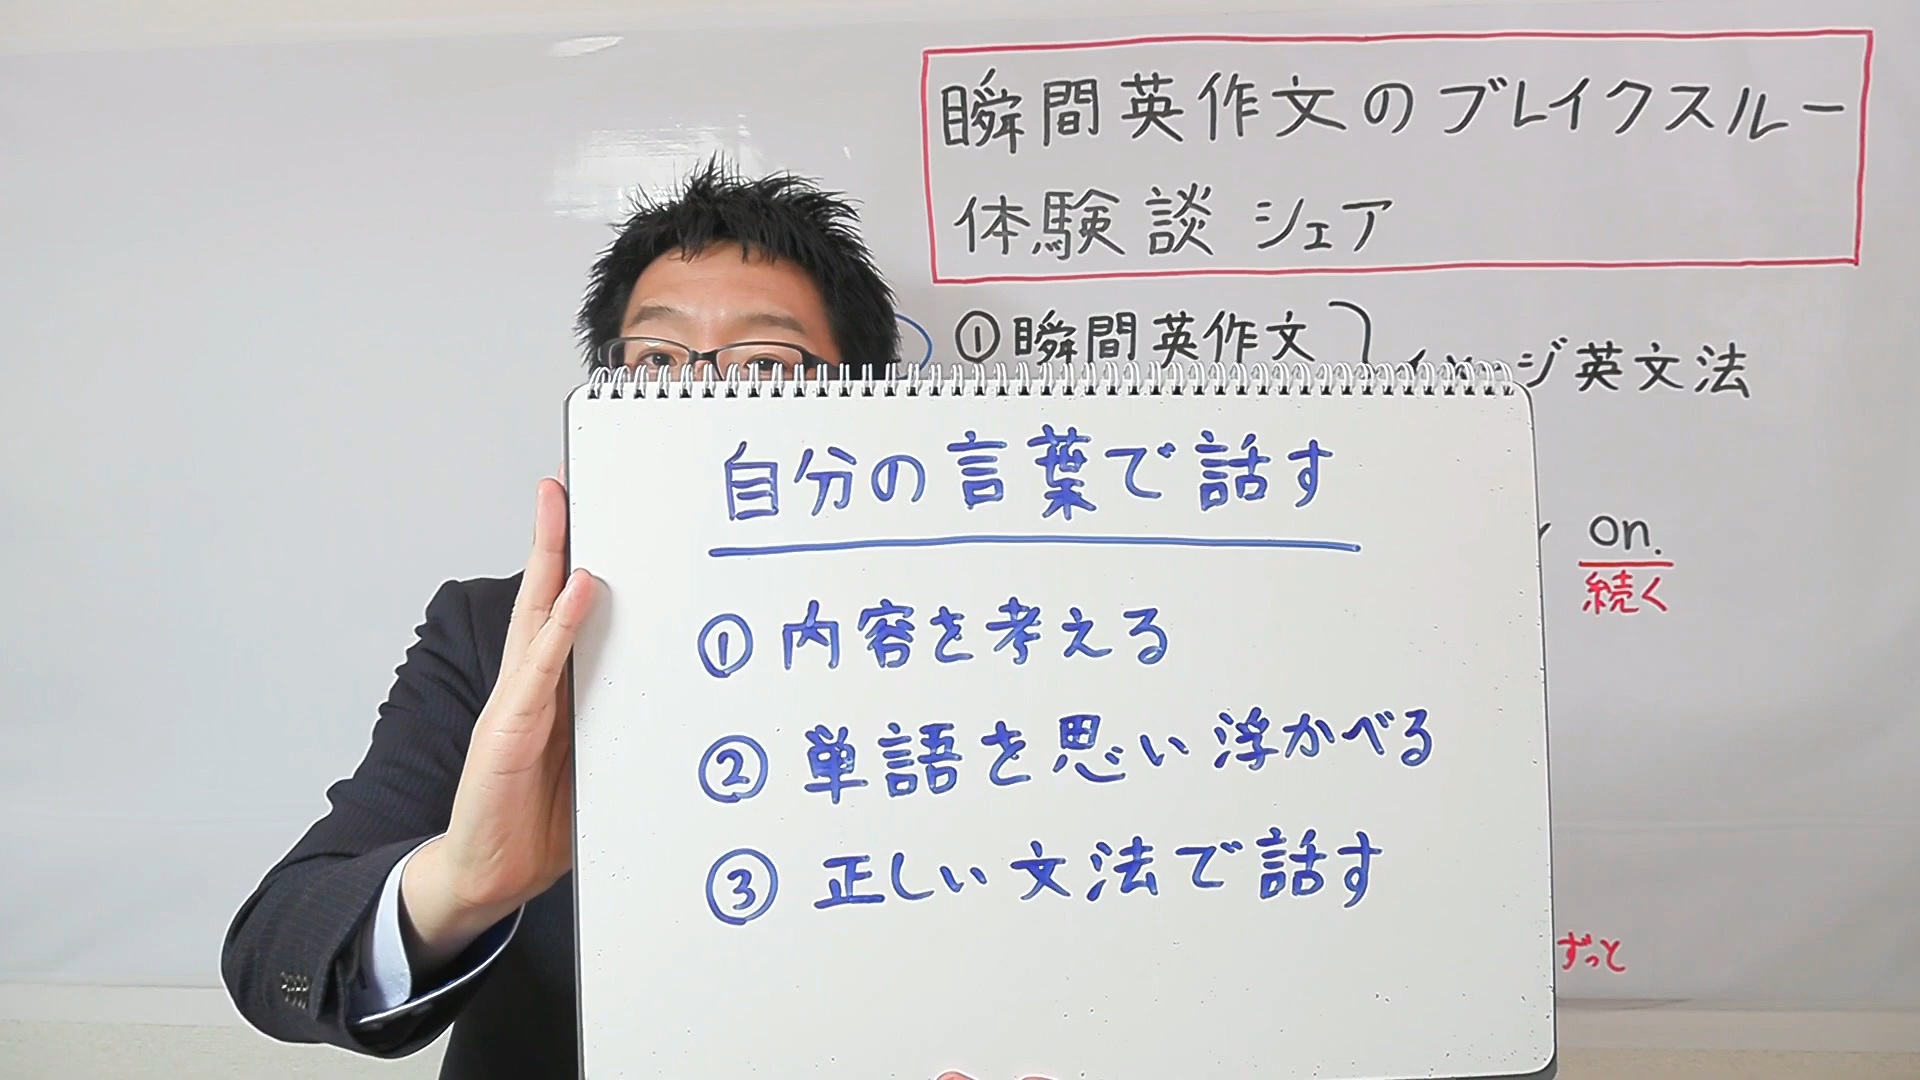 瞬間英作文のブレイクスルー
体験談シェア
①瞬間英作文
ジ英文法
自分の言葉で話す
①内容を考える
②単語を思い浮かべる
③正しい文法で話す
on.
続く
ずっと